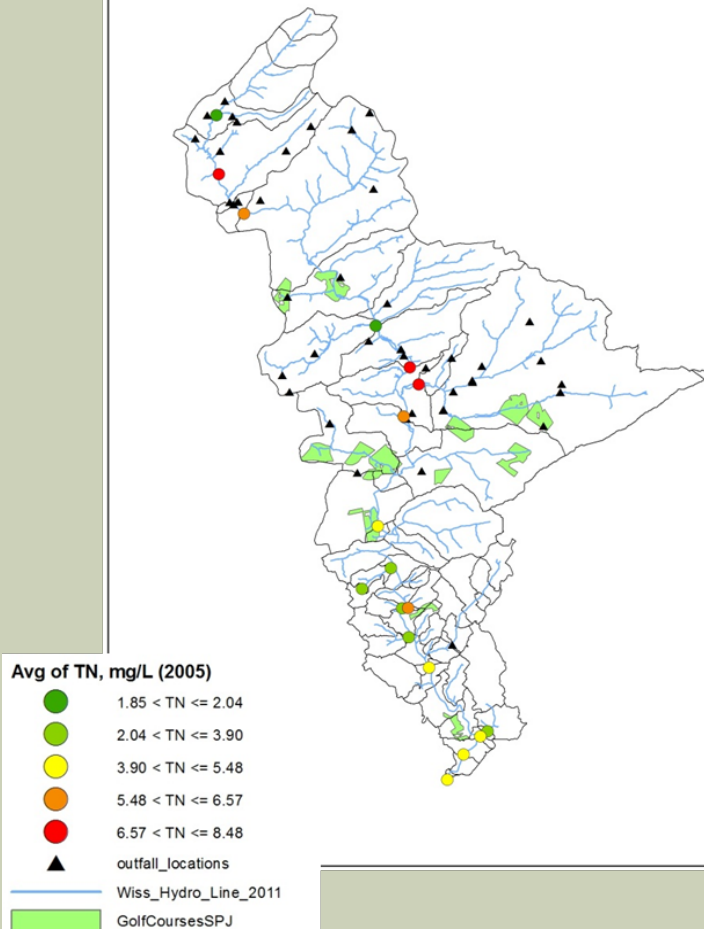 Avg of TN, mg/L (2005)
1.85 < TN <= 2.04
2.04 < TN <= 3.90
3.90 < TN <= 5.48
5.48 < TN <= 6.57
6.57 < TN <= 8.48
outfall_locations
Wiss_Hydro_Line_2011
GolfCoursesSPJ